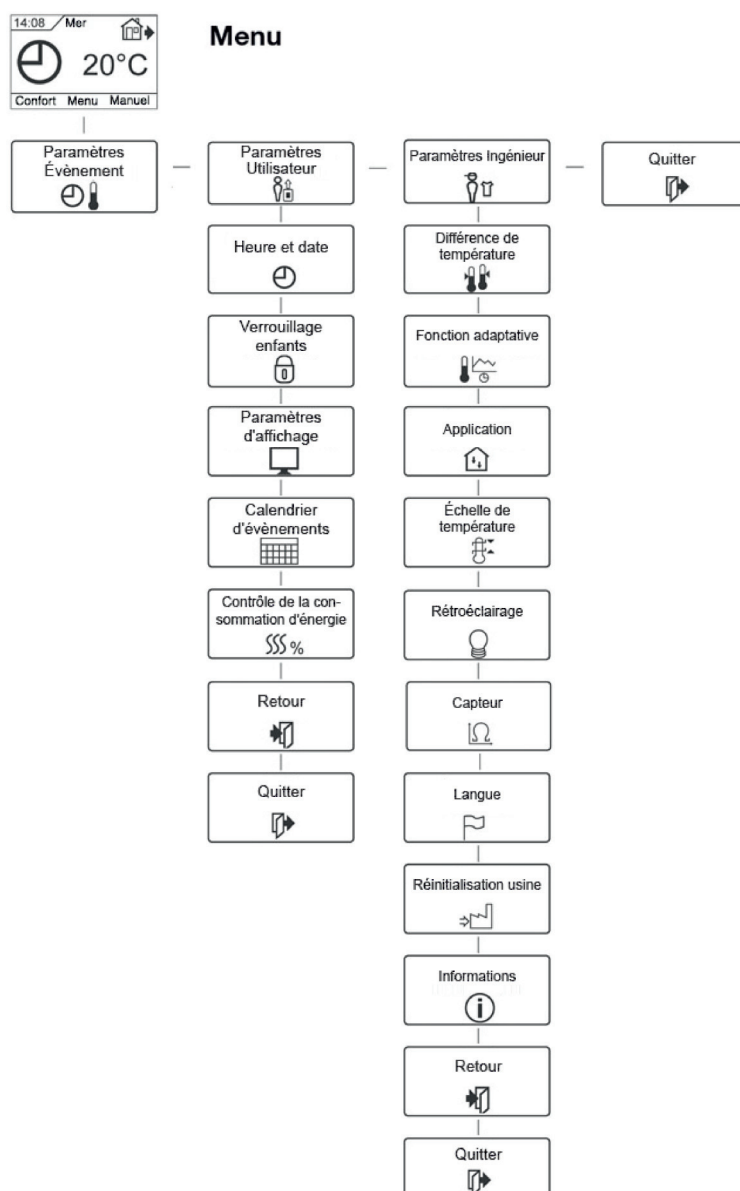 14:08 Mer
20°C
Confort Menu Manuel
Menu
Paramètres
Évènement
Paramètres
Utilisateur
Paramètres Ingénieur
Quitter
Heure et date
Verrouillage
enfants
Paramètres
d'affichage
Calendrier
d'évènements
Contrôle de la con-
sommation d'énergie
%
Retour
Quitter
Différence de
température
Fonction adaptative
Application
Échelle de
température
Rétroéclairage
Capteur
Ω
Langue
Réinitialisation usine
Informations
i
Retour
Quitter